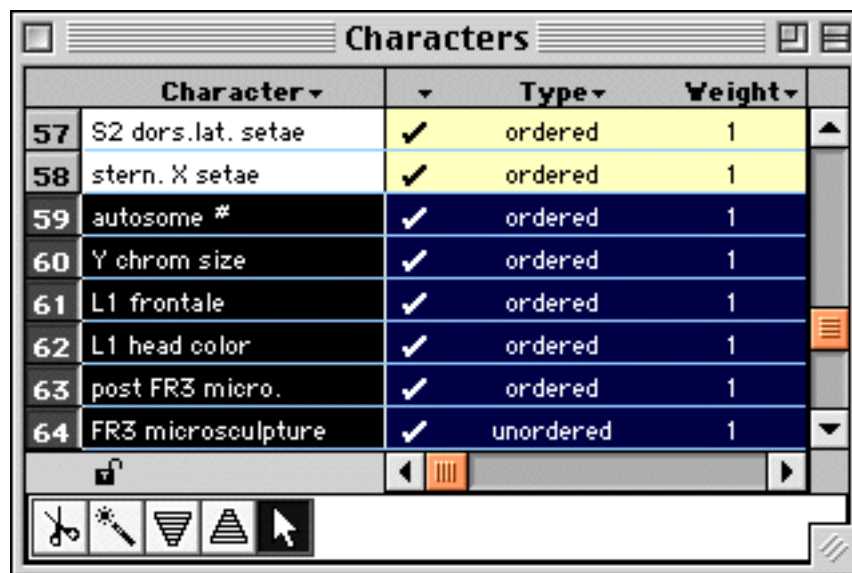 Characters
Character Type Weight
57 S2 dors.lat. setae ordered 1
58 stern. X setae ordered 1
59 autosome # ordered 1
60 Y chrom size ordered 1
61 L1 frontale ordered 1
62 L1 head color ordered 1
63 post FR3 micro. ordered 1
64 FR3 microsculpture unordered 1